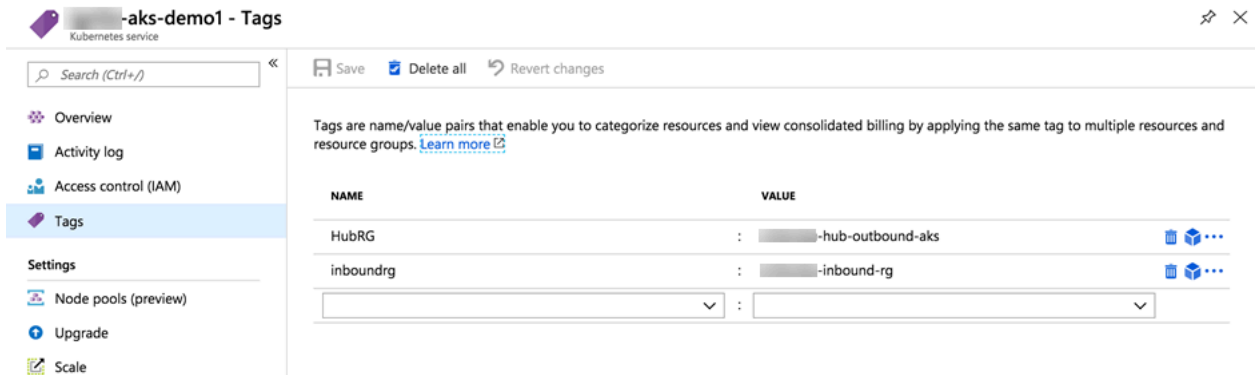 -aks-demo1 - Tags
Kubernetes service
Search (Ctrl+/)
«
Overview
Activity log
Access control (IAM)
Tags
Settings
Node pools (preview)
Upgrade
Scale
Save Delete all Revert changes
Tags are name/value pairs that enable you to categorize resources and view consolidated billing by applying the same tag to multiple resources and
resource groups. Learn more
NAME VALUE
HubRG : -hub-outbound-aks
inboundrg : -inbound-rg
: